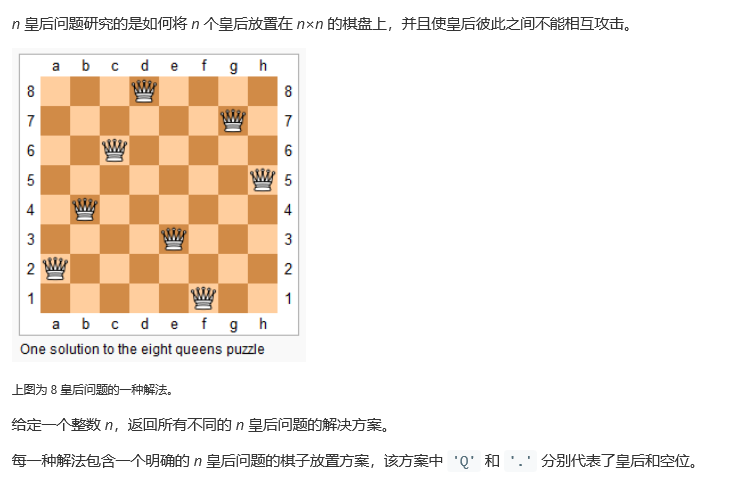 n 皇后问题研究的是如何将 n 个皇后放置在 n×n 的棋盘上，并且使皇后彼此之间不能相互攻击。
a b c d e f g h
8 8
7 7
6 6
5 5
4 4
3 3
2 2
1 1
a b c d e f g h
One solution to the eight queens puzzle
上图为 8 皇后问题的一种解法。
给定一个整数 n，返回所有不同的 n 皇后问题的解决方案。
每一种解法包含一个明确的 n 皇后问题的棋子放置方案，该方案中 'Q' 和 '.' 分别代表了皇后和空位。